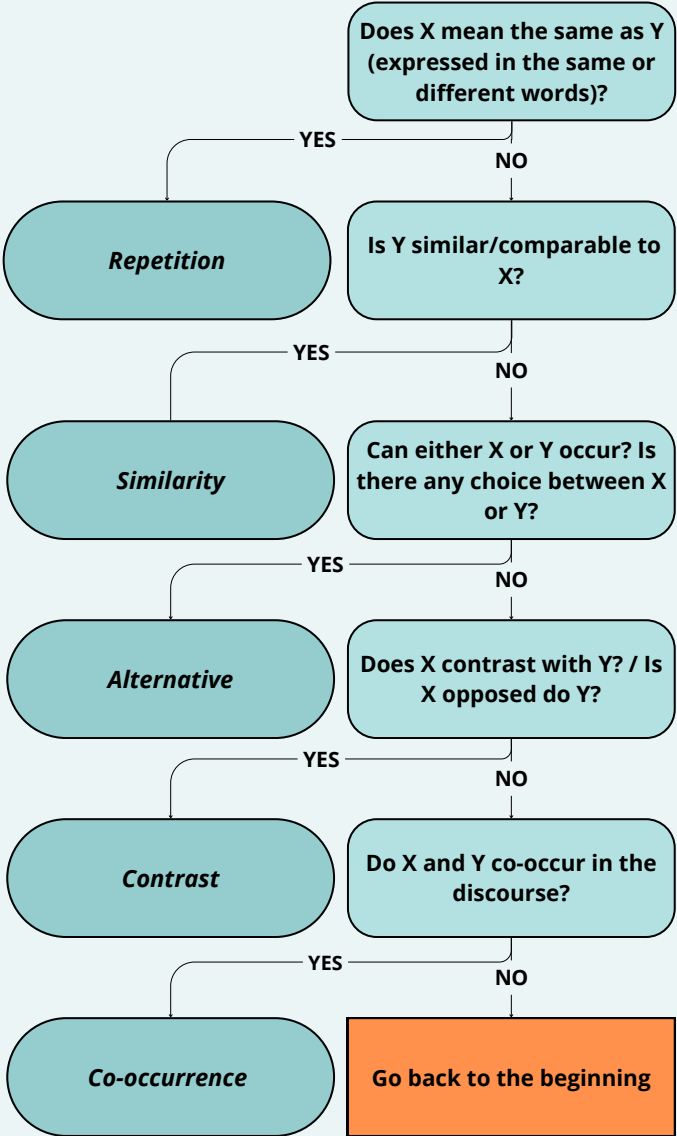 Does X mean the same as Y
(expressed in the same or
different words)?
YES
NO
Repetition
Is Y similar/comparable to
X?
YES
NO
Similarity
Can either X or Y occur? Is
there any choice between X
or Y?
YES
NO
Alternative
Does X contrast with Y? / Is
X opposed do Y?
YES
NO
Contrast
Do X and Y co-occur in the
discourse?
YES
NO
Co-occurrence
Go back to the beginning